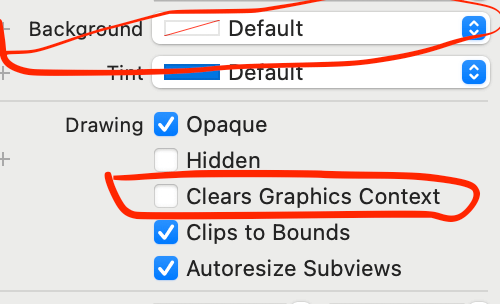 Background Default
Tint Default
Drawing Opaque
Hidden
Clears Graphics Context
Clips to Bounds
Autoresize Subviews